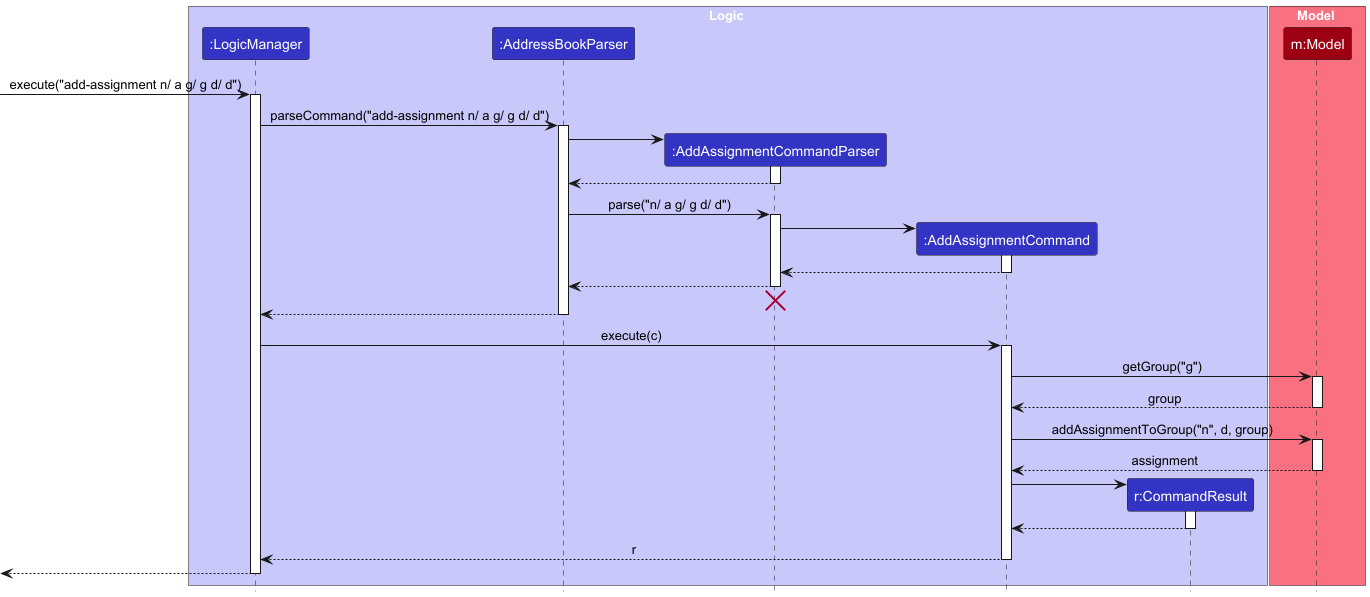 Logic
Model
:LogicManager
:AddressBookParser
m:Model
execute("add-assignment n/ a g/ g d/ d")
parseCommand("add-assignment n/ a g/ g d/ d")
:AddAssignmentCommandParser
parse("n/ a g/ g d/ d")
:AddAssignmentCommand
execute(c)
getGroup("g")
group
addAssignmentToGroup("n", d, group)
assignment
r:CommandResult
r